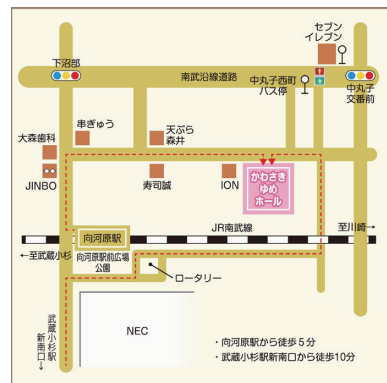 セブン
イレブン
下沼部
南武沿線道路
中丸子西町
バス停
中丸子
交番前
串ぎゅう
天ぷら
森井
大森歯科
JINBO
寿司誠
ION
かわさき
ゆめ
ホール
向河原駅
JR南武線
至川崎→
←至武蔵小杉
向河原駅前広場
公園
ロータリー
武蔵小杉駅
新南口↓
NEC
・向河原駅から徒歩5分
・武蔵小杉駅新南口から徒歩10分